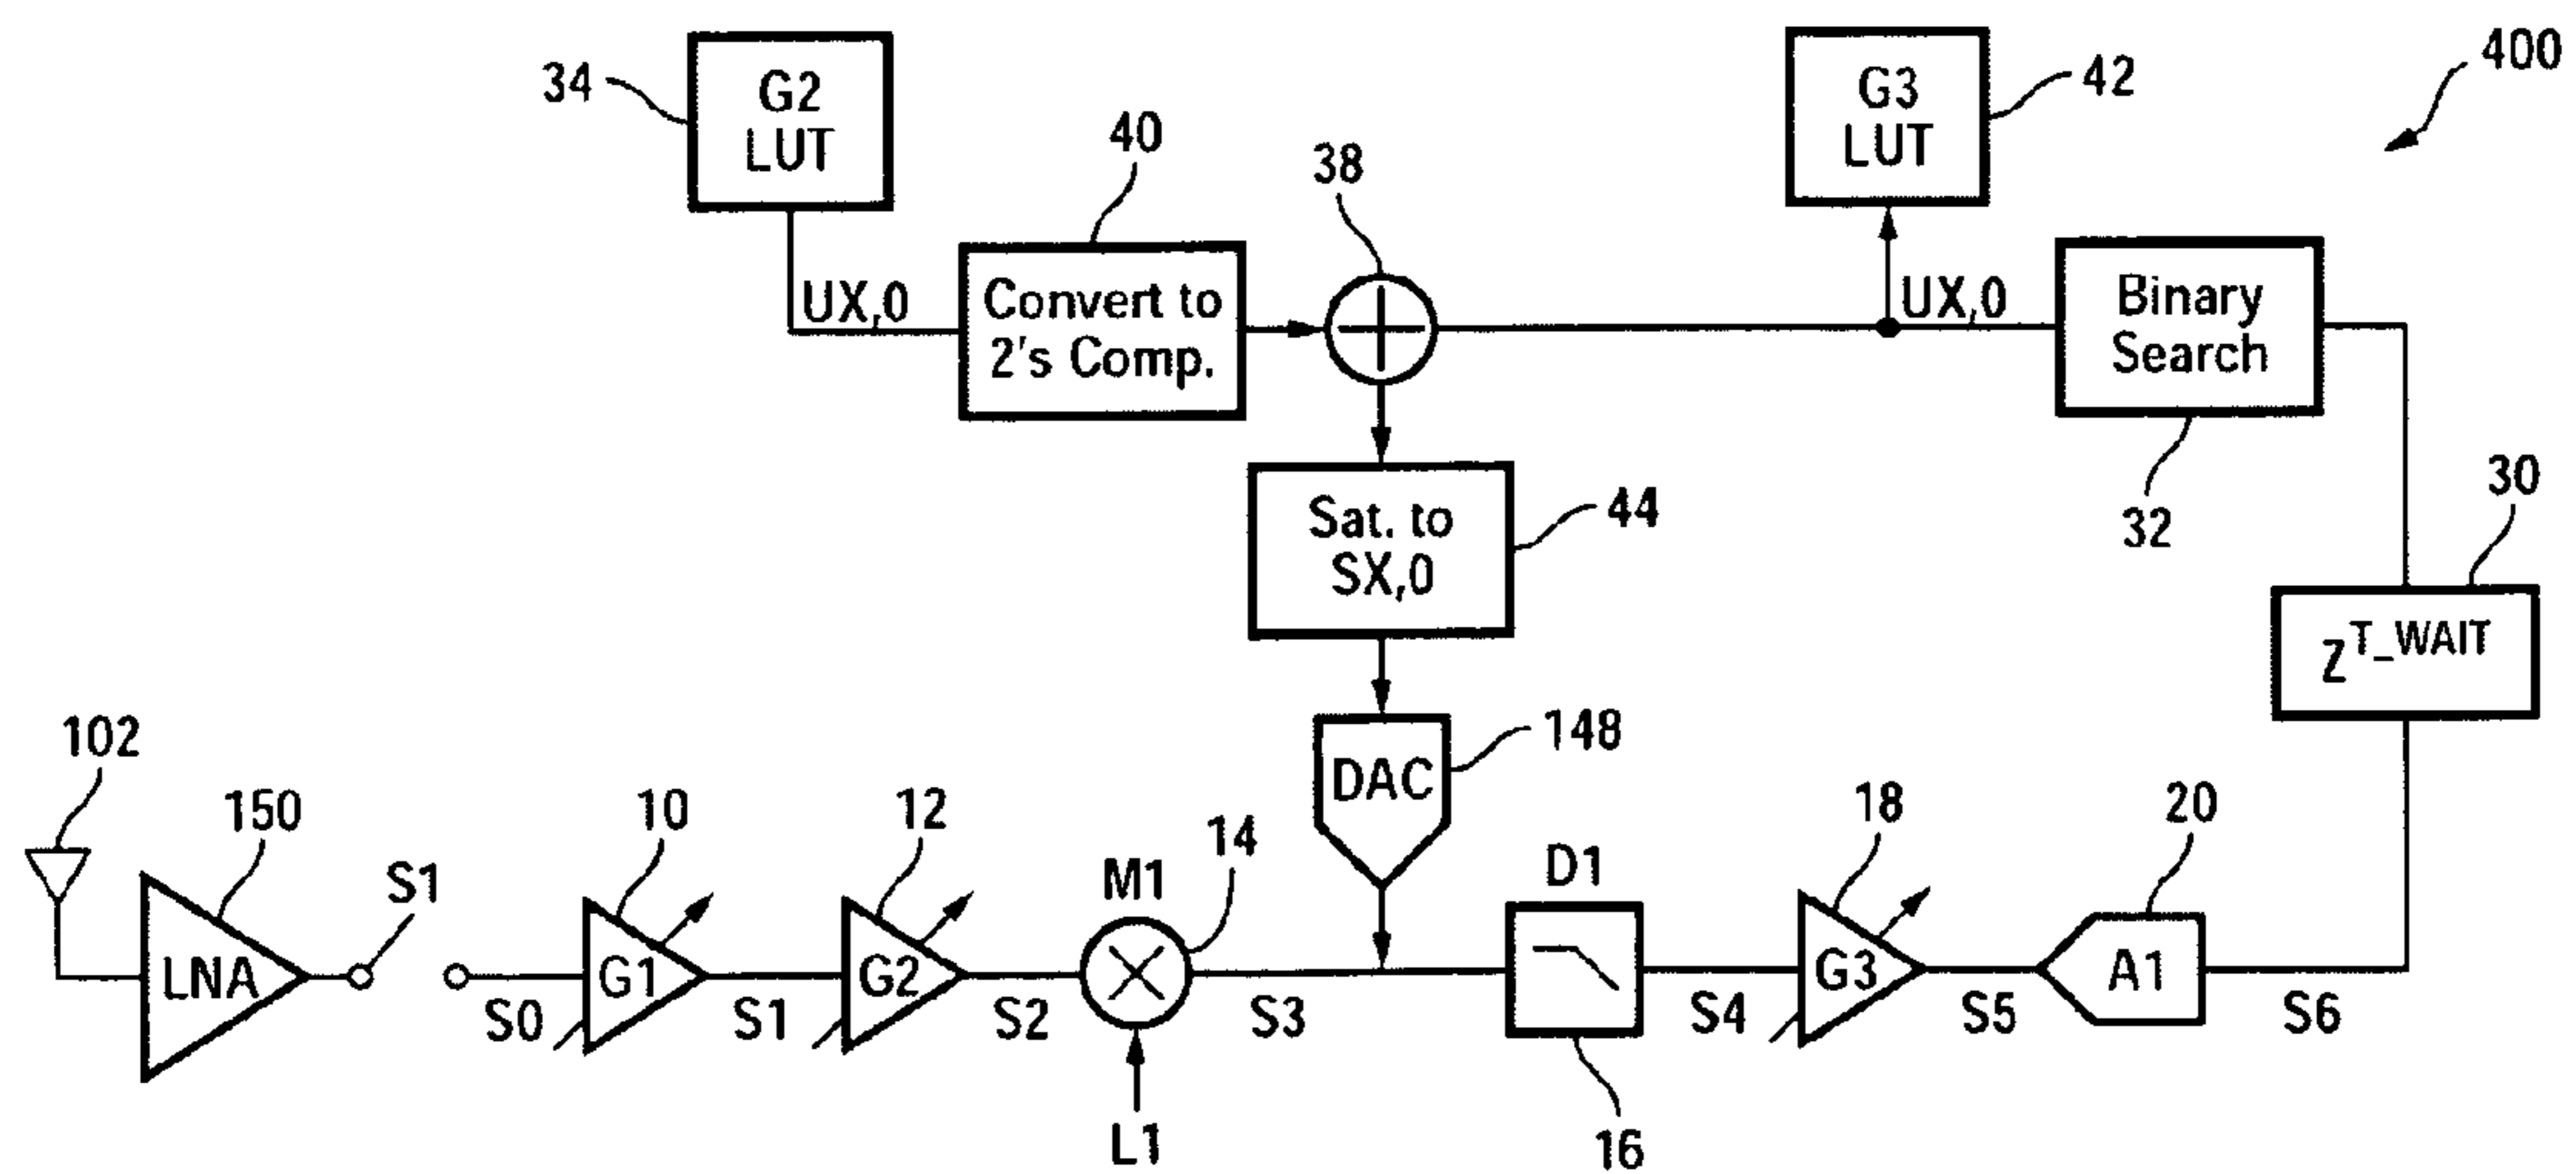 400
34
G2
LUT
G3
LUT
42
40
38
UX,0
Convert to
2's Comp.
UX,0
Binary
Search
32
Sat. to
SX,0
44
30
Z T_WAIT
102
150
10
12
M1
14
DAC
148
D1
18
20
LNA
S1
S0
G1
S1
G2
S2
S3
16
S4
G3
S5
A1
S6
L1